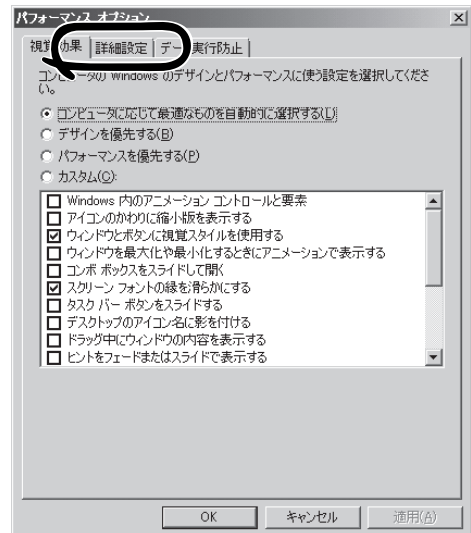 パフォーマンス オプション
視覚効果 詳細設定 データ実行防止
コンピュータの Windows のデザインとパフォーマンスに使う設定を選択してくださ
い。
コンピュータに応じて最適なものを自動的に選択する(L)
デザインを優先する(B)
パフォーマンスを優先する(P)
カスタム(C):
Windows 内のアニメーション コントロールと要素
アイコンのかわりに縮小版を表示する
ウィンドウとボタンに視覚スタイルを使用する
ウィンドウを最大化や最小化するときにアニメーションで表示する
コンボ ボックスをスライドして開く
スクリーン フォントの縁を滑らかにする
タスク バー ボタンをスライドする
デスクトップのアイコン名に影を付ける
ドラッグ中にウィンドウの内容を表示する
ヒントをフェードまたはスライドで表示する
OK キャンセル 適用(A)